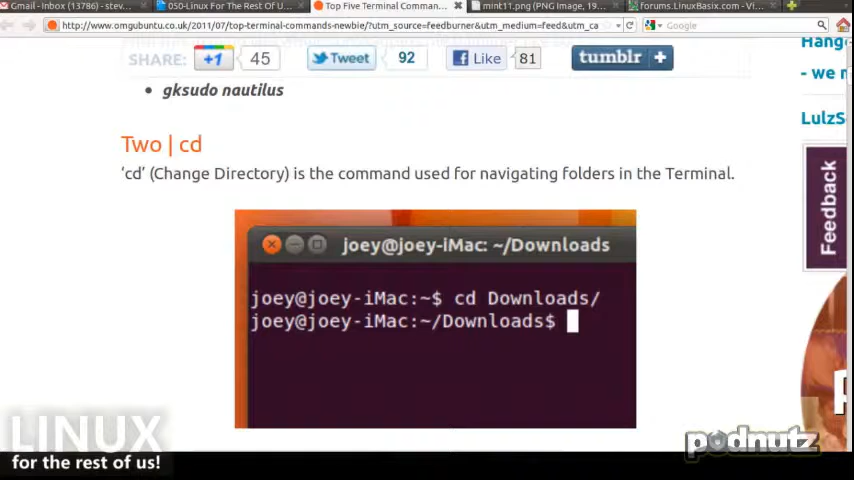 Gmail - Inbox (13786) - stev...
050-Linux For The Rest Of U...
Top Five Terminal Comman...
mint11.png (PNG Image, 19...
forums.LinuxBasix.com - Vi...
http://www.omgubuntu.co.uk/2011/07/top-terminal-commands-newbie/?utm_source=feedburner&utm_medium=feed&utm_ca
Google
SHARE: +1 45 Tweet 92 Like 81 tumblr. +
Hang
- we n
LulzS
• gksudo nautilus
Two | cd
‘cd’ (Change Directory) is the command used for navigating folders in the Terminal.
Feedback
joey@joey-iMac: ~/Downloads
joey@joey-iMac:~$ cd Downloads/
joey@joey-iMac:~/Downloads$
LINUX
for the rest of us!
podnutz